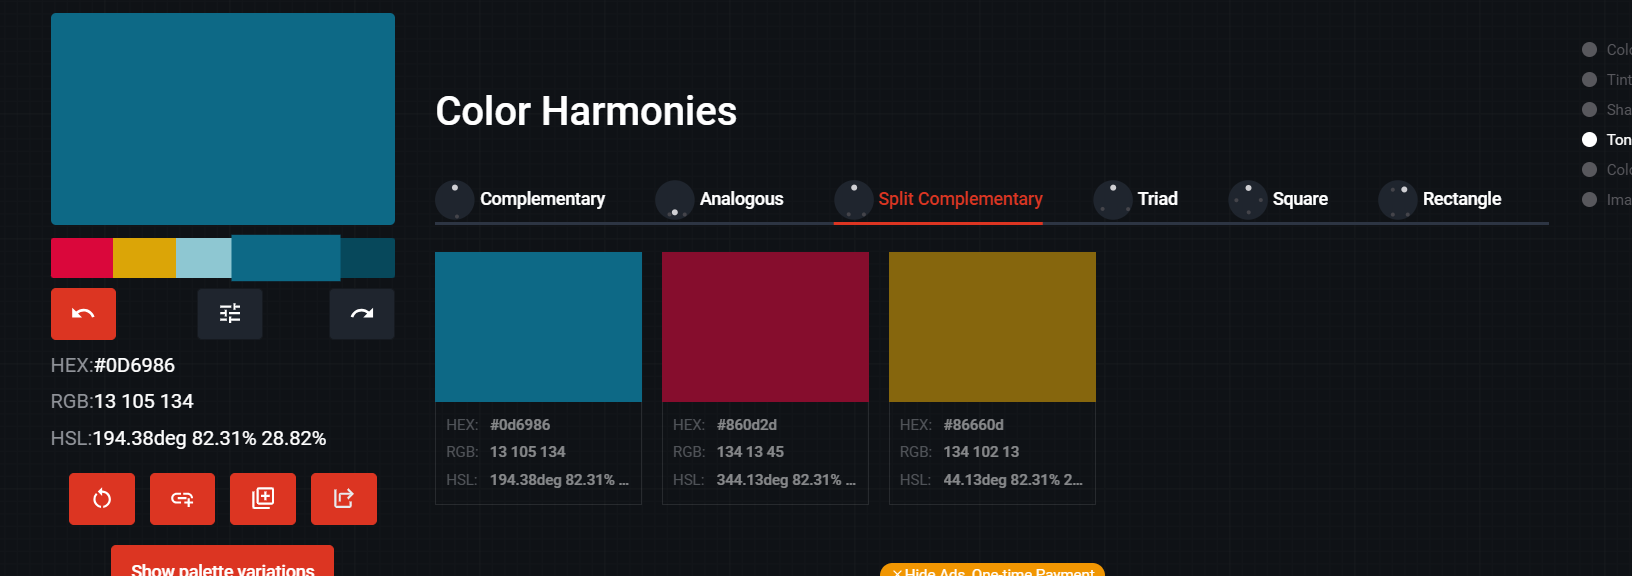 Color Harmonies
Complementary Analogous Split Complementary Triad Square Rectangle
HEX:#0D6986
RGB:13 105 134
HSL:194.38deg 82.31% 28.82%
Show palette variations
HEX: #0d6986
RGB: 13 105 134
HSL: 194.38deg 82.31% ...
HEX: #860d2d
RGB: 134 13 45
HSL: 344.13deg 82.31% ...
HEX: #86660d
RGB: 134 102 13
HSL: 44.13deg 82.31% 2...
Hide Ads. One-time Payment
Colo
Tint
Sha
Ton
Colo
Ima